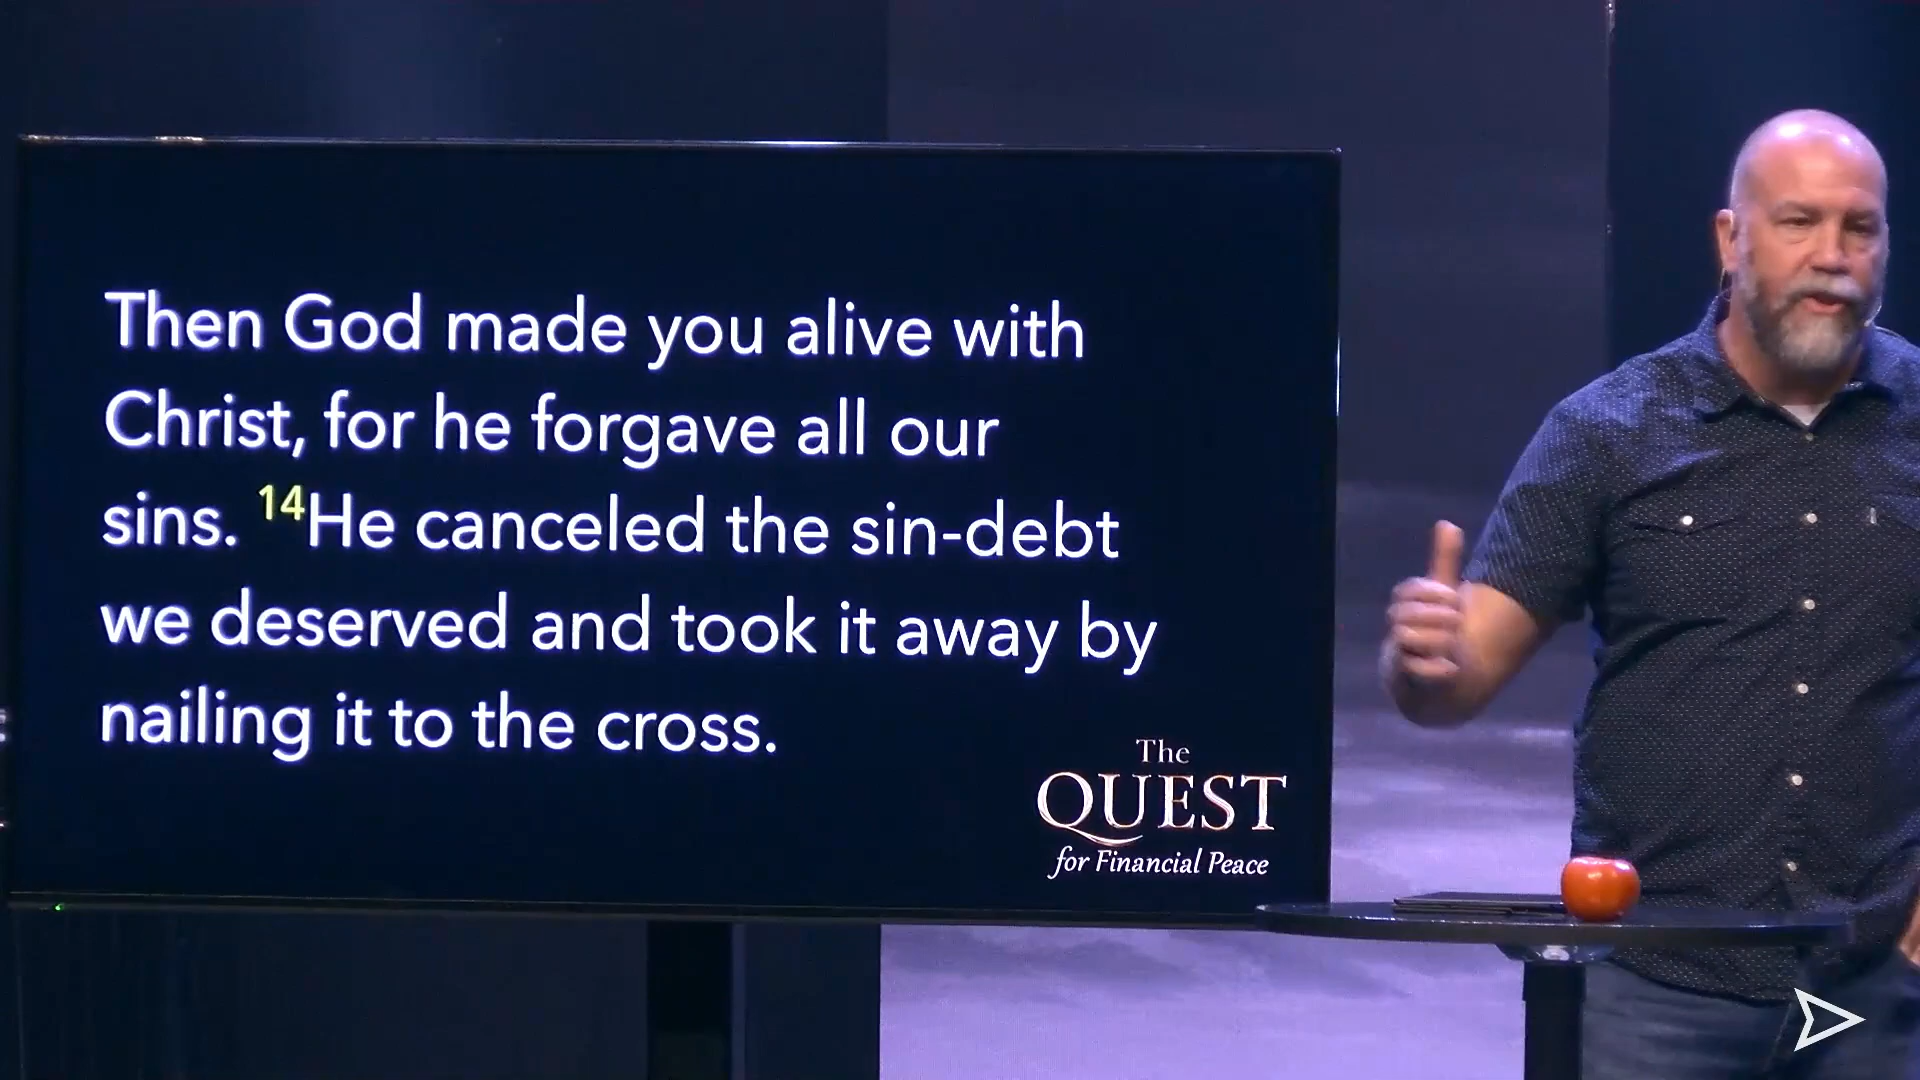 Then God made you alive with
Christ, for he forgave all our
sins. 14He canceled the sin-debt
we deserved and took it away by
nailing it to the cross.
The
QUEST
for Financial Peace